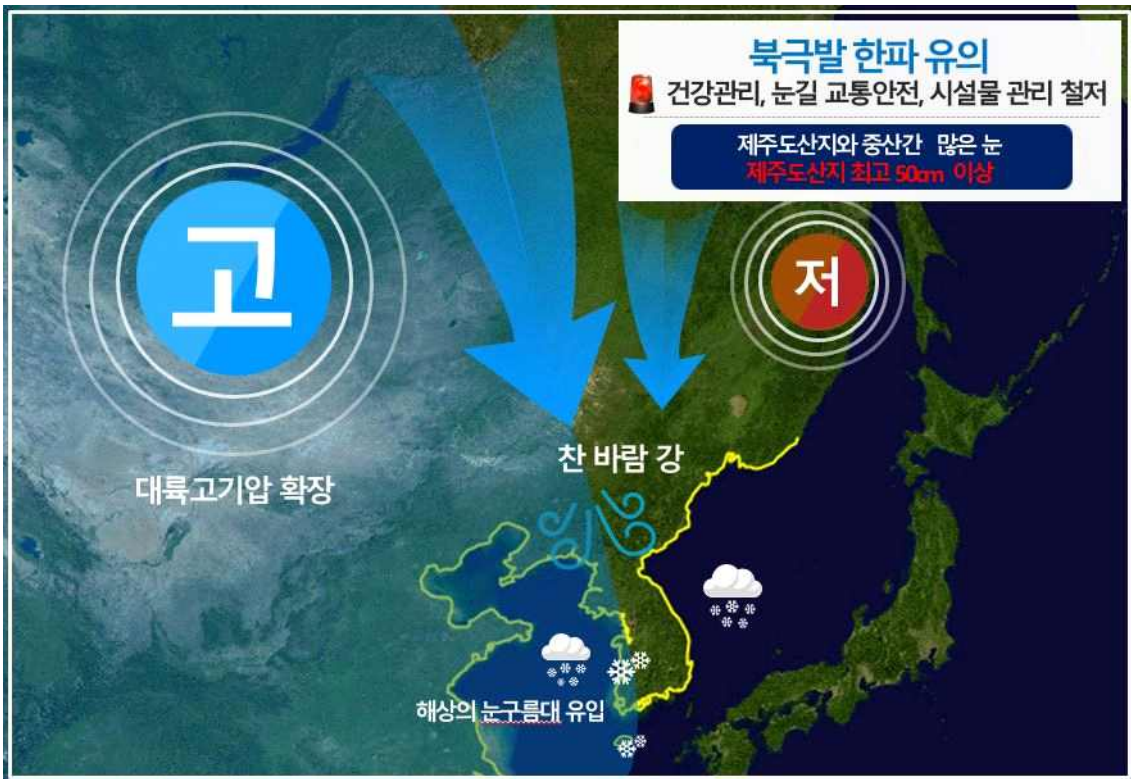 북극발 한파 유의
건강관리, 눈길 교통안전, 시설물 관리 철저
제주도산지와 중산간 많은 눈
제주도산지 최고 50cm 이상
고
저
찬 바람 강
대륙고기압 확장
해상의 눈구름대 유입